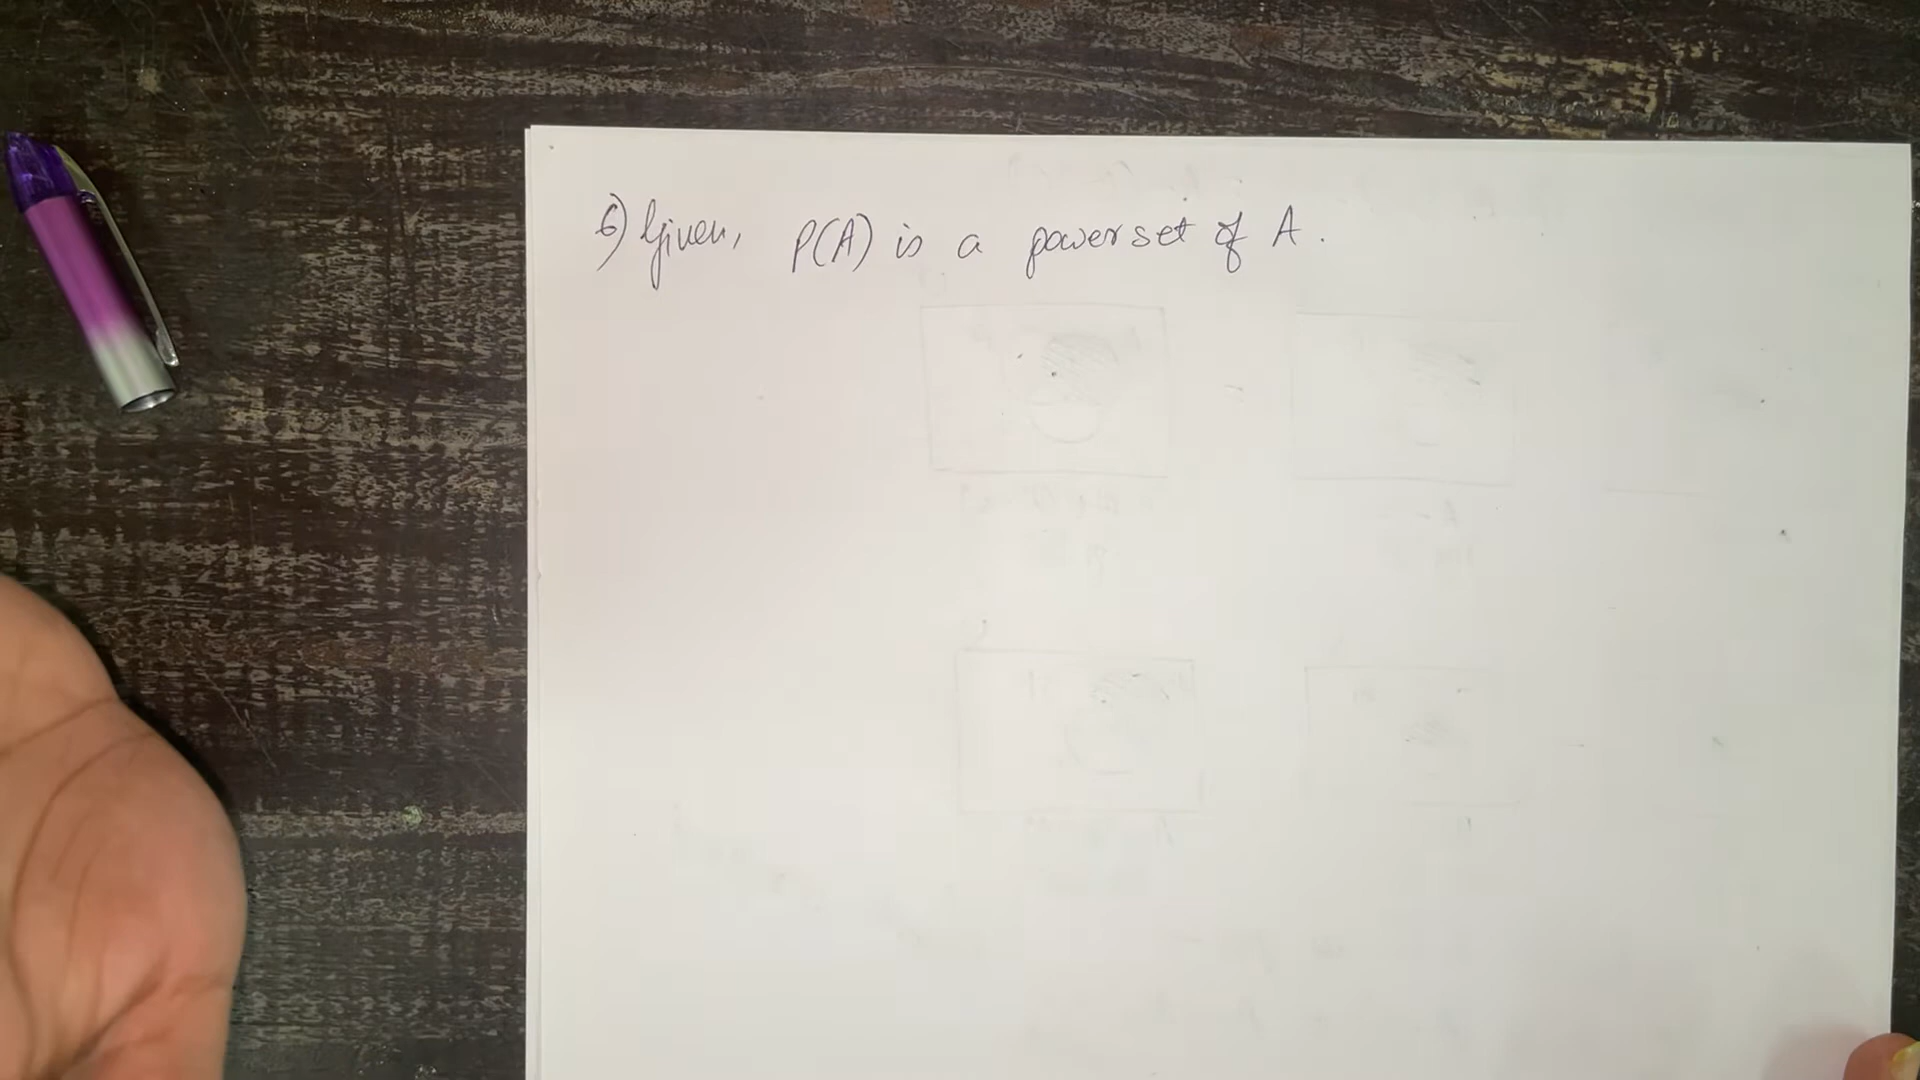 6) Given, P(A) is a powerset of A.